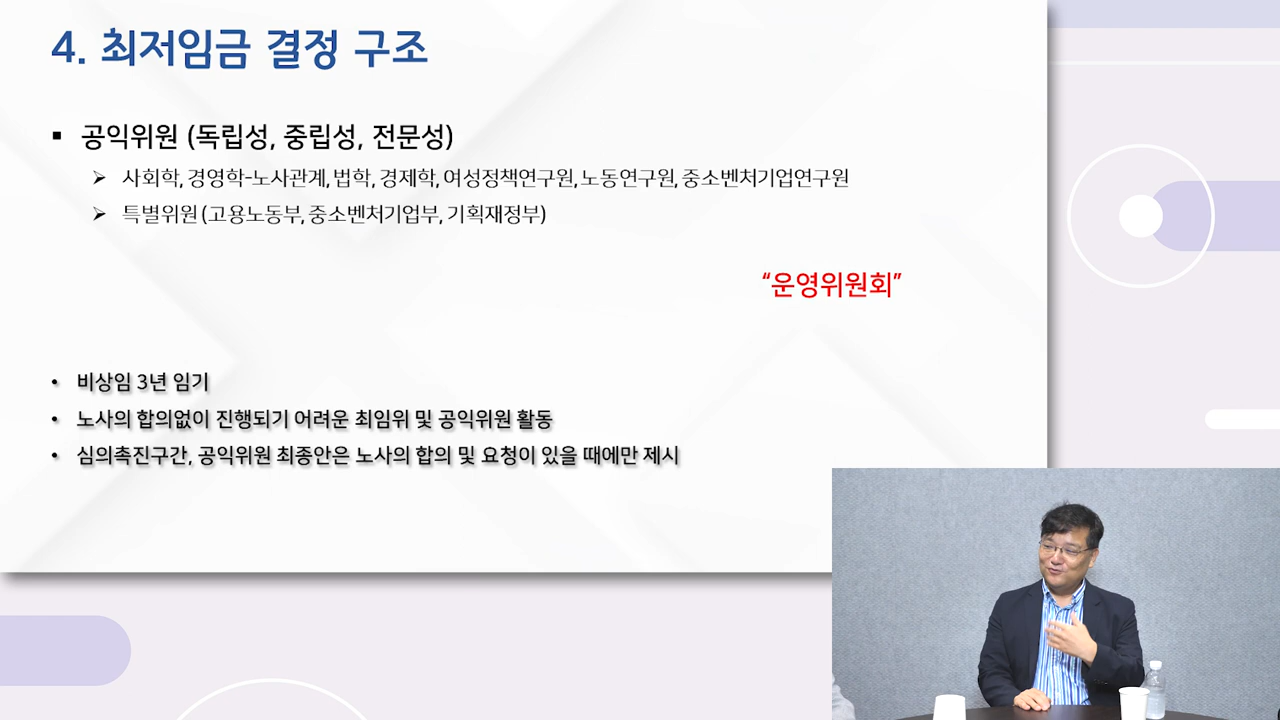 4. 최저임금 결정 구조
▪ 공익위원 (독립성, 중립성, 전문성)
➢ 사회학, 경영학-노사관계, 법학, 경제학, 여성정책연구원, 노동연구원, 중소벤처기업연구원
➢ 특별위원 (고용노동부, 중소벤처기업부, 기획재정부)
“운영위원회”
• 비상임 3년 임기
• 노사의 합의없이 진행되기 어려운 최임위 및 공익위원 활동
• 심의촉진구간, 공익위원 최종안은 노사의 합의 및 요청이 있을 때에만 제시